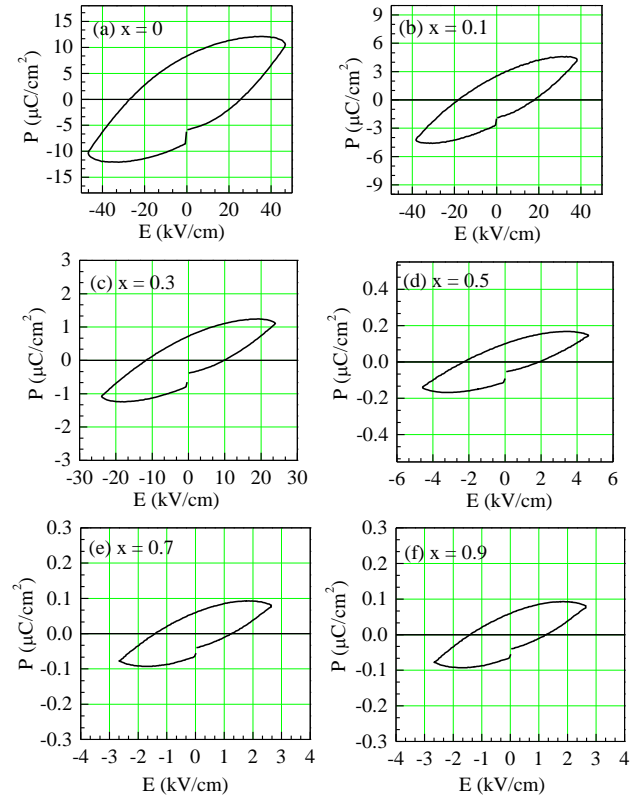 (a) x = 0
15
10
5
0
-5
-10
-15
P (μC/cm²)
-40 -20 0 20 40
E (kV/cm)
(b) x = 0.1
9
6
3
0
-3
-6
-9
P (μC/cm²)
-40 -20 0 20 40
E (kV/cm)
(c) x = 0.3
3
2
1
0
-1
-2
-3
P (μC/cm²)
-30 -20 -10 0 10 20 30
E (kV/cm)
(d) x = 0.5
0.4
0.2
0.0
-0.2
-0.4
P (μC/cm²)
-6 -4 -2 0 2 4 6
E (kV/cm)
(e) x = 0.7
0.3
0.2
0.1
0.0
-0.1
-0.2
-0.3
P (μC/cm²)
-4 -3 -2 -1 0 1 2 3 4
E (kV/cm)
(f) x = 0.9
0.3
0.2
0.1
0.0
-0.1
-0.2
-0.3
P (μC/cm²)
-4 -3 -2 -1 0 1 2 3 4
E (kV/cm)